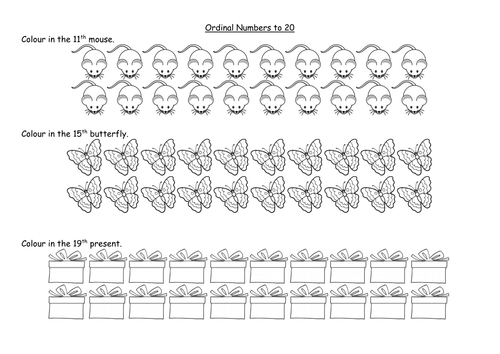 Ordinal Numbers to 20
Colour in the 11th mouse.
Colour in the 15th butterfly.
Colour in the 19th present.